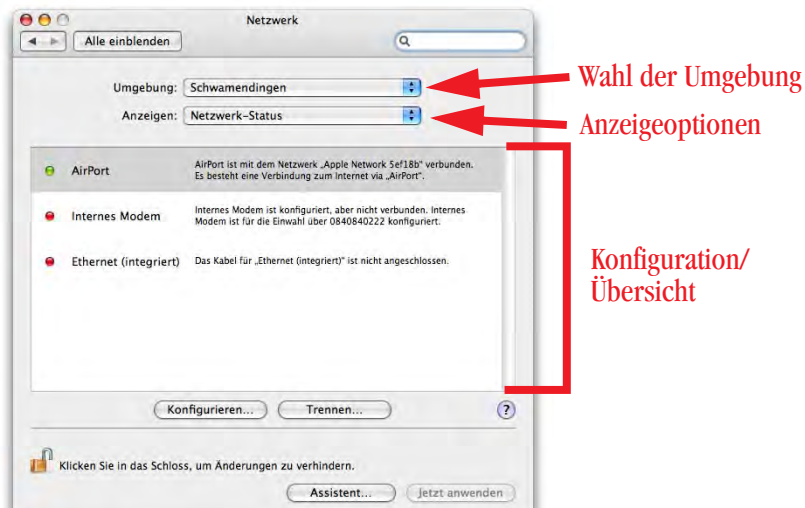 Netzwerk
Alle einblenden
Umgebung: Schwamendingen
Wahl der Umgebung
Anzeigen: Netzwerk-Status
Anzeigeoptionen
AirPort
AirPort ist mit dem Netzwerk „Apple Network 5ef18b“ verbunden.
Es besteht eine Verbindung zum Internet via „AirPort“.
Internes Modem
Internes Modem ist konfiguriert, aber nicht verbunden. Internes
Modem ist für die Einwahl über 0840840222 konfiguriert.
Ethernet (integriert)
Das Kabel für „Ethernet (integriert)“ ist nicht angeschlossen.
Konfiguration/
Übersicht
Konfigurieren...
Trennen...
?
Klicken Sie in das Schloss, um Änderungen zu verhindern.
Assistent...
Jetzt anwenden